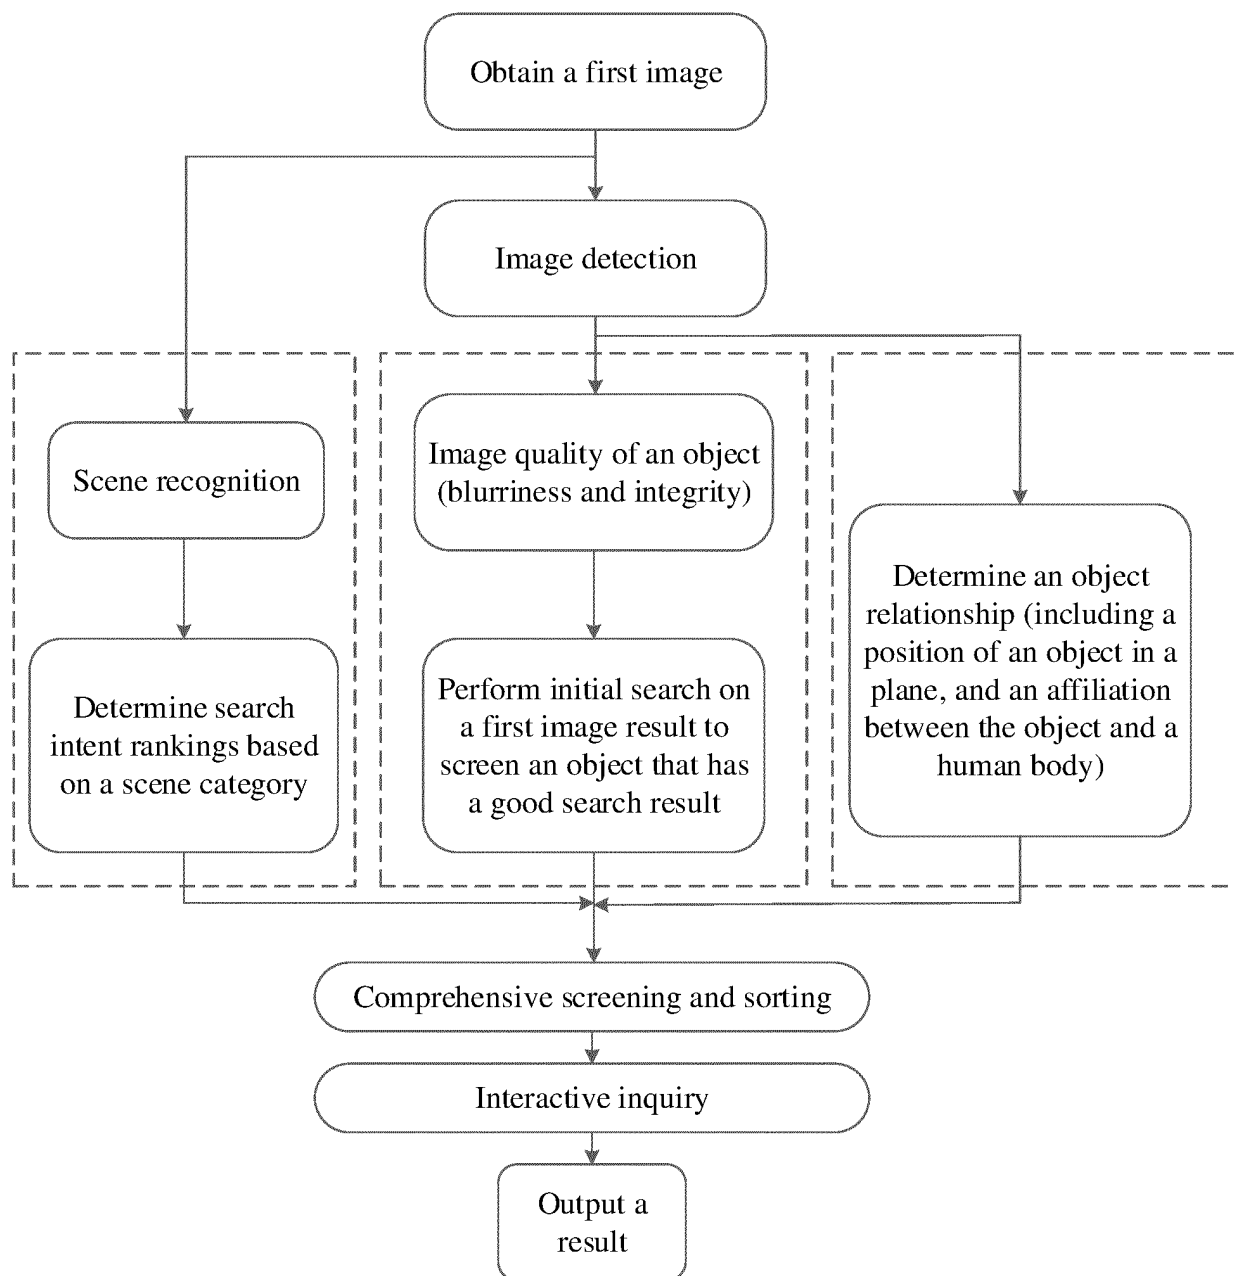 Obtain a first image
Image detection
Scene recognition
Determine search
intent rankings based
on a scene category
Image quality of an object
(blurriness and integrity)
Perform initial search on
a first image result to
screen an object that has
a good search result
Determine an object
relationship (including a
position of an object in a
plane, and an affiliation
between the object and a
human body)
Comprehensive screening and sorting
Interactive inquiry
Output a
result